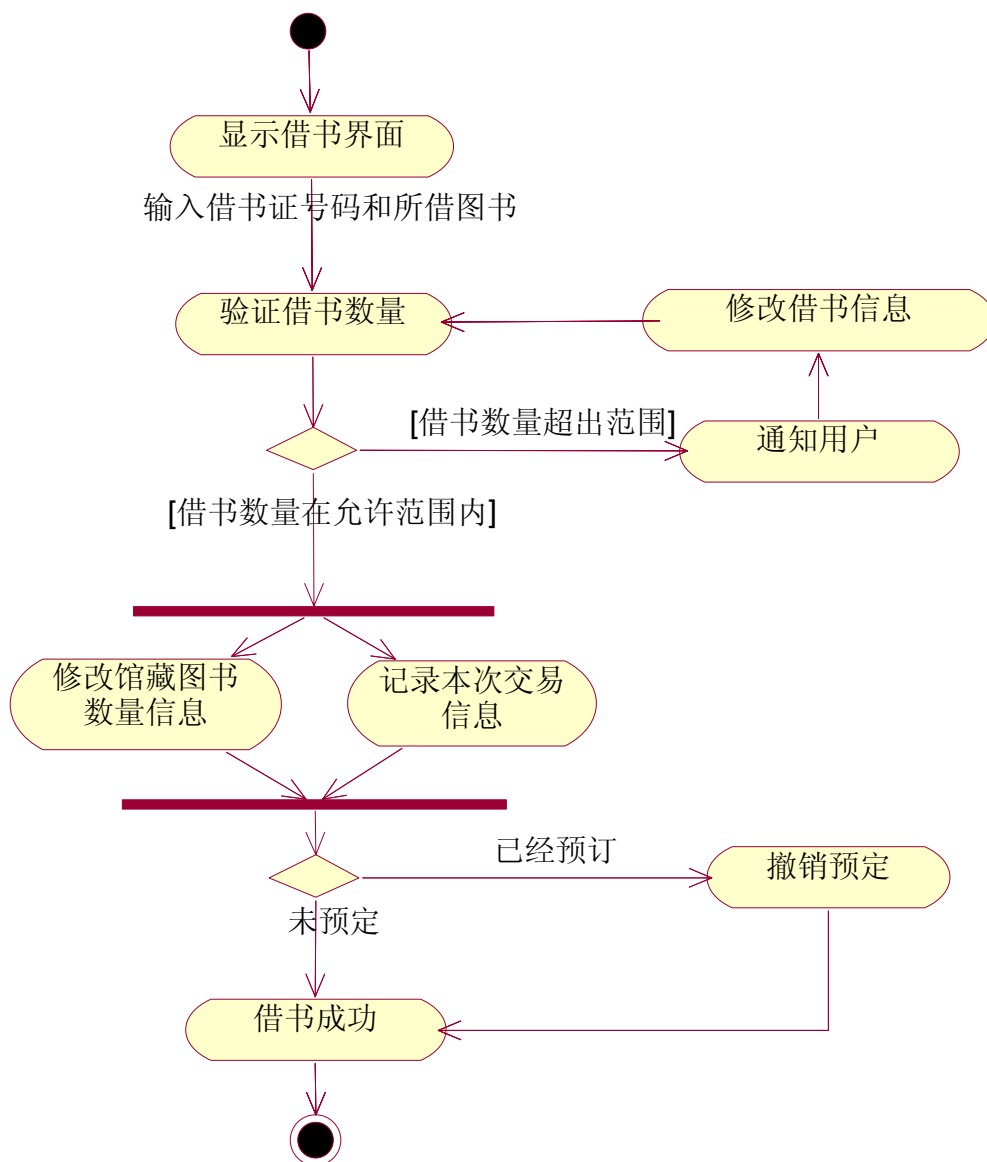 显示借书界面
输入借书证号码和所借图书
验证借书数量
修改借书信息
[借书数量超出范围]
通知用户
[借书数量在允许范围内]
修改馆藏图书
数量信息
记录本次交易
信息
已经预订
撤销预定
未预定
借书成功